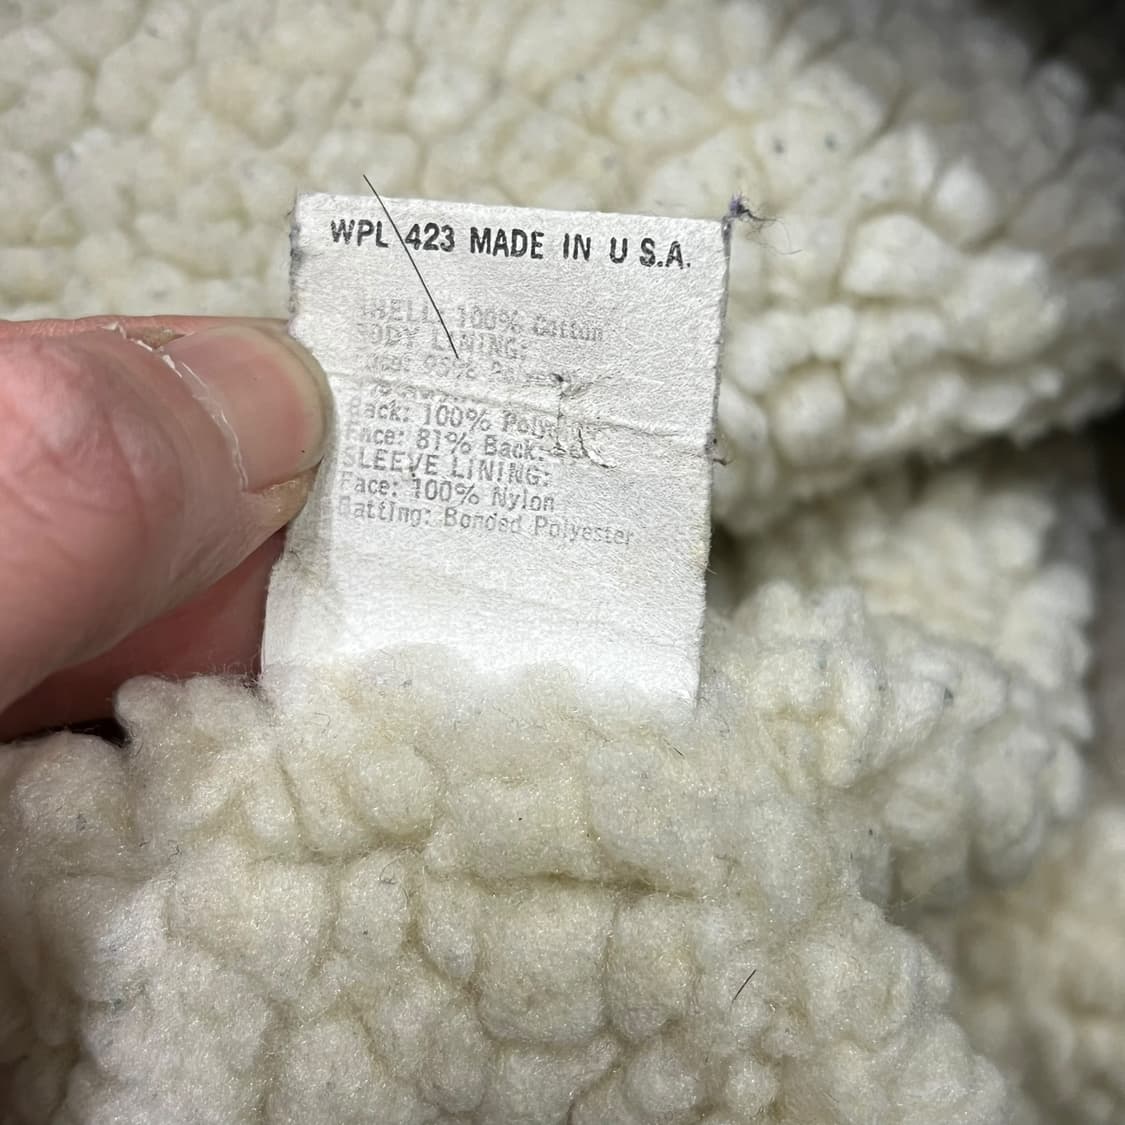 WPL 423 MADE IN U S.A.
SHELL: 100% Cotton
BODY LINING:
Back: 100%
Face: 81% Back:
SLEEVE LINING:
Face: 100% Nylon
Batting: Bonded Polyester